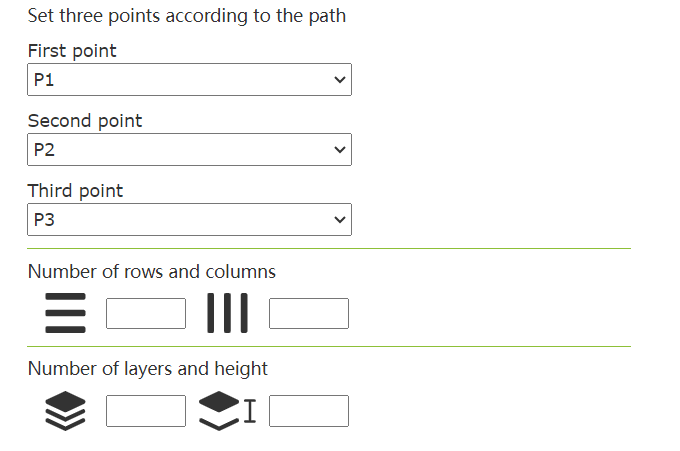 Set three points according to the path
First point
P1
Second point
P2
Third point
P3
Number of rows and columns
Number of layers and height